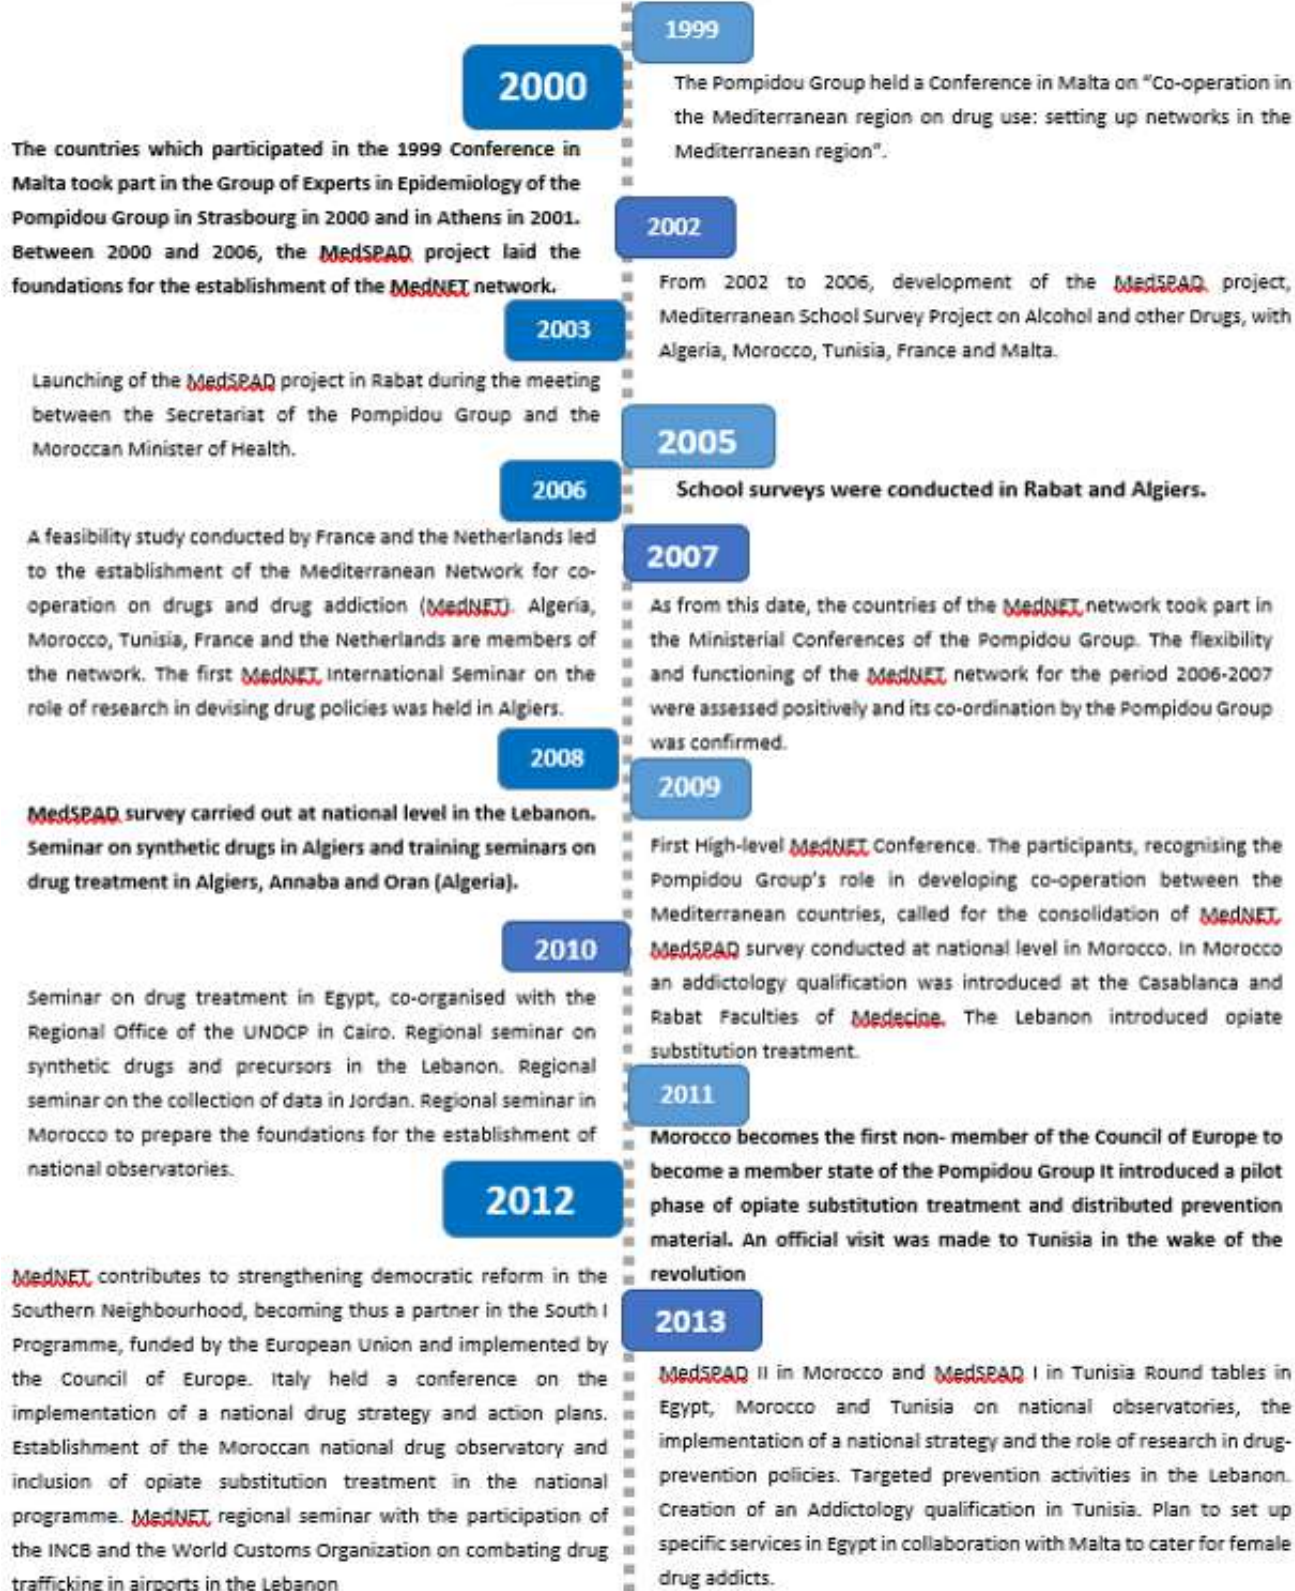 1999
The Pompidou Group held a Conference in Malta on "Co-operation in
the Mediterranean region on drug use: setting up networks in the
Mediterranean region".
2000
The countries which participated in the 1999 Conference in
Malta took part in the Group of Experts in Epidemiology of the
Pompidou Group in Strasbourg in 2000 and in Athens in 2001.
Between 2000 and 2006, the MedSPAD project laid the
foundations for the establishment of the MedNET network.
2002
From 2002 to 2006, development of the MedSPAD project,
Mediterranean School Survey Project on Alcohol and other Drugs, with
Algeria, Morocco, Tunisia, France and Malta.
2003
Launching of the MedSPAD project in Rabat during the meeting
between the Secretariat of the Pompidou Group and the
Moroccan Minister of Health.
2005
School surveys were conducted in Rabat and Algiers.
2006
A feasibility study conducted by France and the Netherlands led
to the establishment of the Mediterranean Network for co-
operation on drugs and drug addiction (MedNET). Algeria,
Morocco, Tunisia, France and the Netherlands are members of
the network. The first MedNET International Seminar on the
role of research in devising drug policies was held in Algiers.
2007
As from this date, the countries of the MedNET network took part in
the Ministerial Conferences of the Pompidou Group. The flexibility
and functioning of the MedNET network for the period 2006-2007
were assessed positively and its co-ordination by the Pompidou Group
was confirmed.
2008
MedSPAD survey carried out at national level in the Lebanon.
Seminar on synthetic drugs in Algiers and training seminars on
drug treatment in Algiers, Annaba and Oran (Algeria).
2009
First High-level MedNET Conference. The participants, recognising the
Pompidou Group's role in developing co-operation between the
Mediterranean countries, called for the consolidation of MedNET.
MedSPAD survey conducted at national level in Morocco. In Morocco
an addictology qualification was introduced at the Casablanca and
Rabat Faculties of Medecine. The Lebanon introduced opiate
substitution treatment.
2010
Seminar on drug treatment in Egypt, co-organised with the
Regional Office of the UNDCP in Cairo. Regional seminar on
synthetic drugs and precursors in the Lebanon. Regional
seminar on the collection of data in Jordan. Regional seminar in
Morocco to prepare the foundations for the establishment of
national observatories.
2011
Morocco becomes the first non- member of the Council of Europe to
become a member state of the Pompidou Group It introduced a pilot
phase of opiate substitution treatment and distributed prevention
material. An official visit was made to Tunisia in the wake of the
revolution
2012
MedNET contributes to strengthening democratic reform in the
Southern Neighbourhood, becoming thus a partner in the South I
Programme, funded by the European Union and implemented by
the Council of Europe. Italy held a conference on the
implementation of a national drug strategy and action plans.
Establishment of the Moroccan national drug observatory and
inclusion of opiate substitution treatment in the national
programme. MedNET regional seminar with the participation of
the INCB and the World Customs Organization on combating drug
trafficking in airports in the Lebanon
2013
MedSPAD II in Morocco and MedSPAD I in Tunisia Round tables in
Egypt, Morocco and Tunisia on national observatories, the
implementation of a national strategy and the role of research in drug-
prevention policies. Targeted prevention activities in the Lebanon.
Creation of an Addictology qualification in Tunisia. Plan to set up
specific services in Egypt in collaboration with Malta to cater for female
drug addicts.